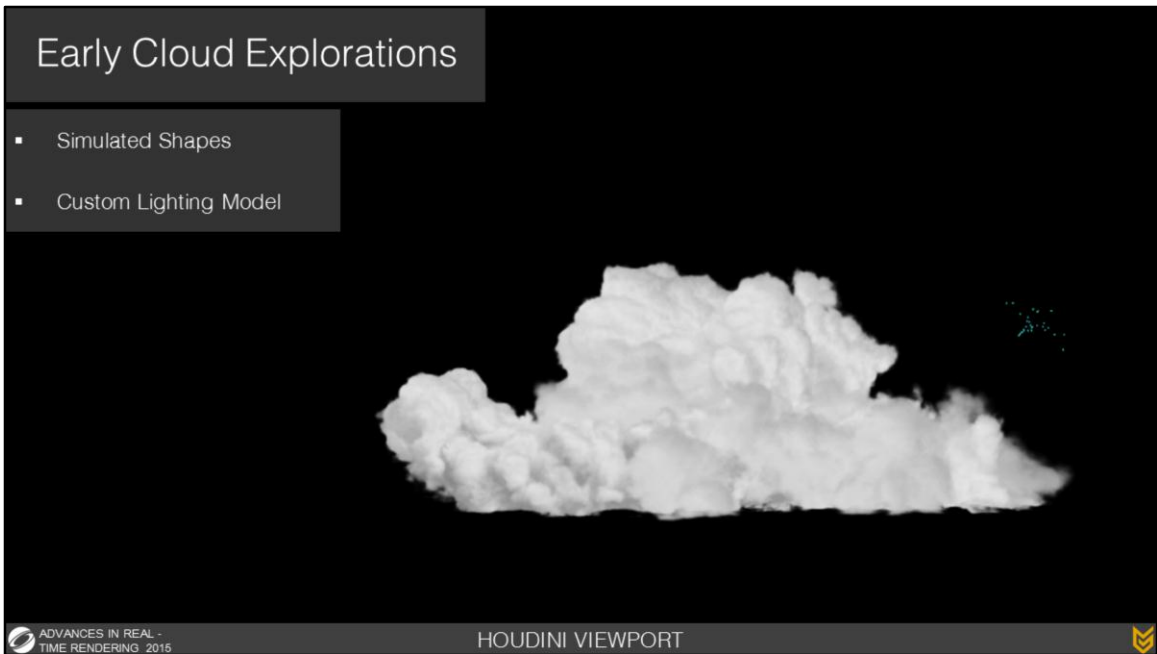 Early Cloud Explorations
▪ Simulated Shapes
▪ Custom Lighting Model
ADVANCES IN REAL -
TIME RENDERING 2015
HOUDINI VIEWPORT